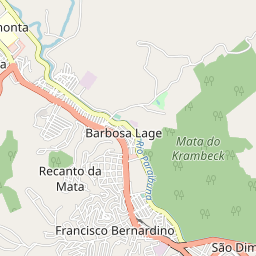 monta
a
Barbosa Lage
Rio Paraibuna
Mata do
Krambeck
Recanto da
Mata
Francisco Bernardino
São Dim